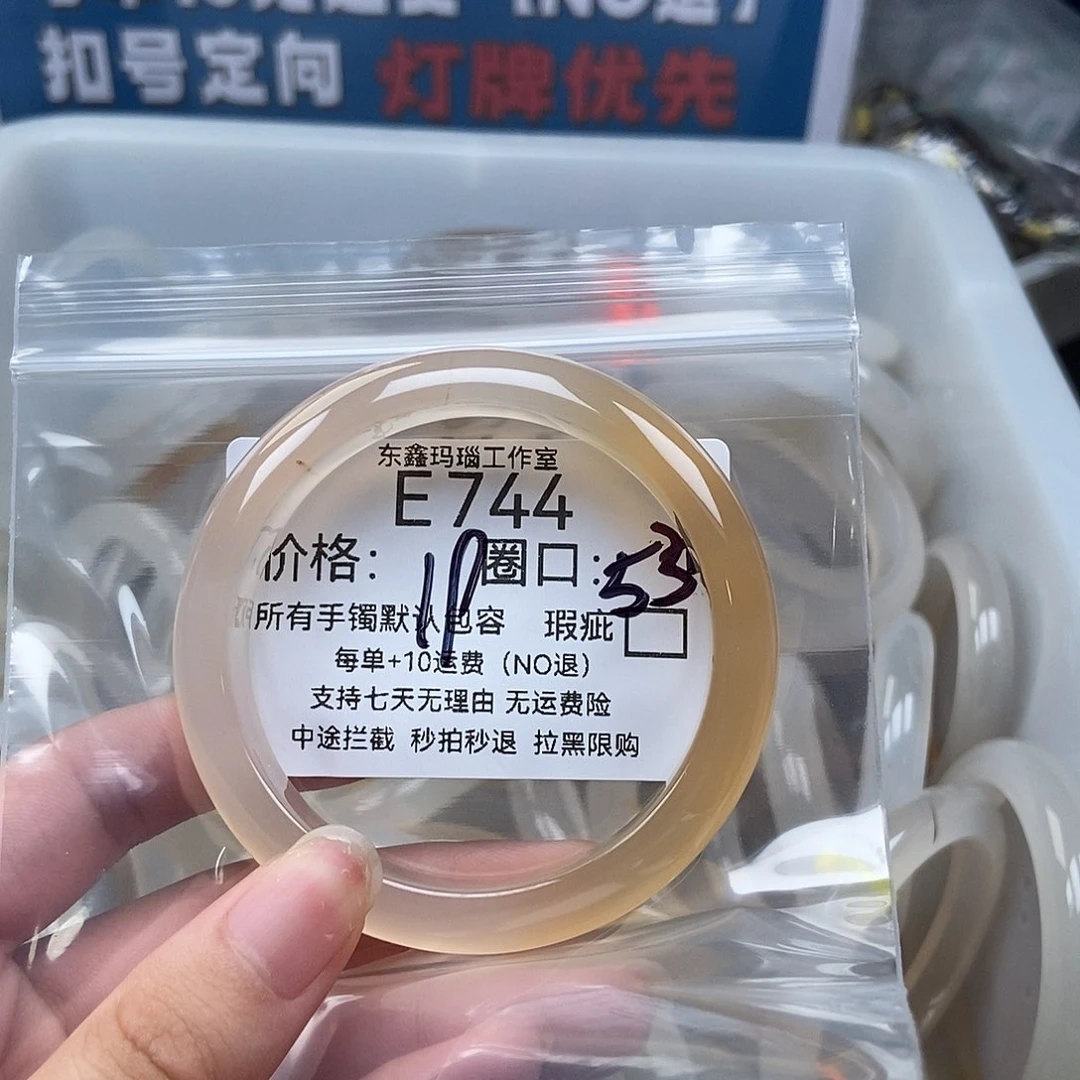 扣号定向 灯牌优先
东鑫玛瑙工作室
E744
价格: 圈口: 53
所有手镯默认包容 瑕疵
每单+10运费（NO退）
支持七天无理由 无运费险
中途拦截 秒拍秒退 拉黑限购